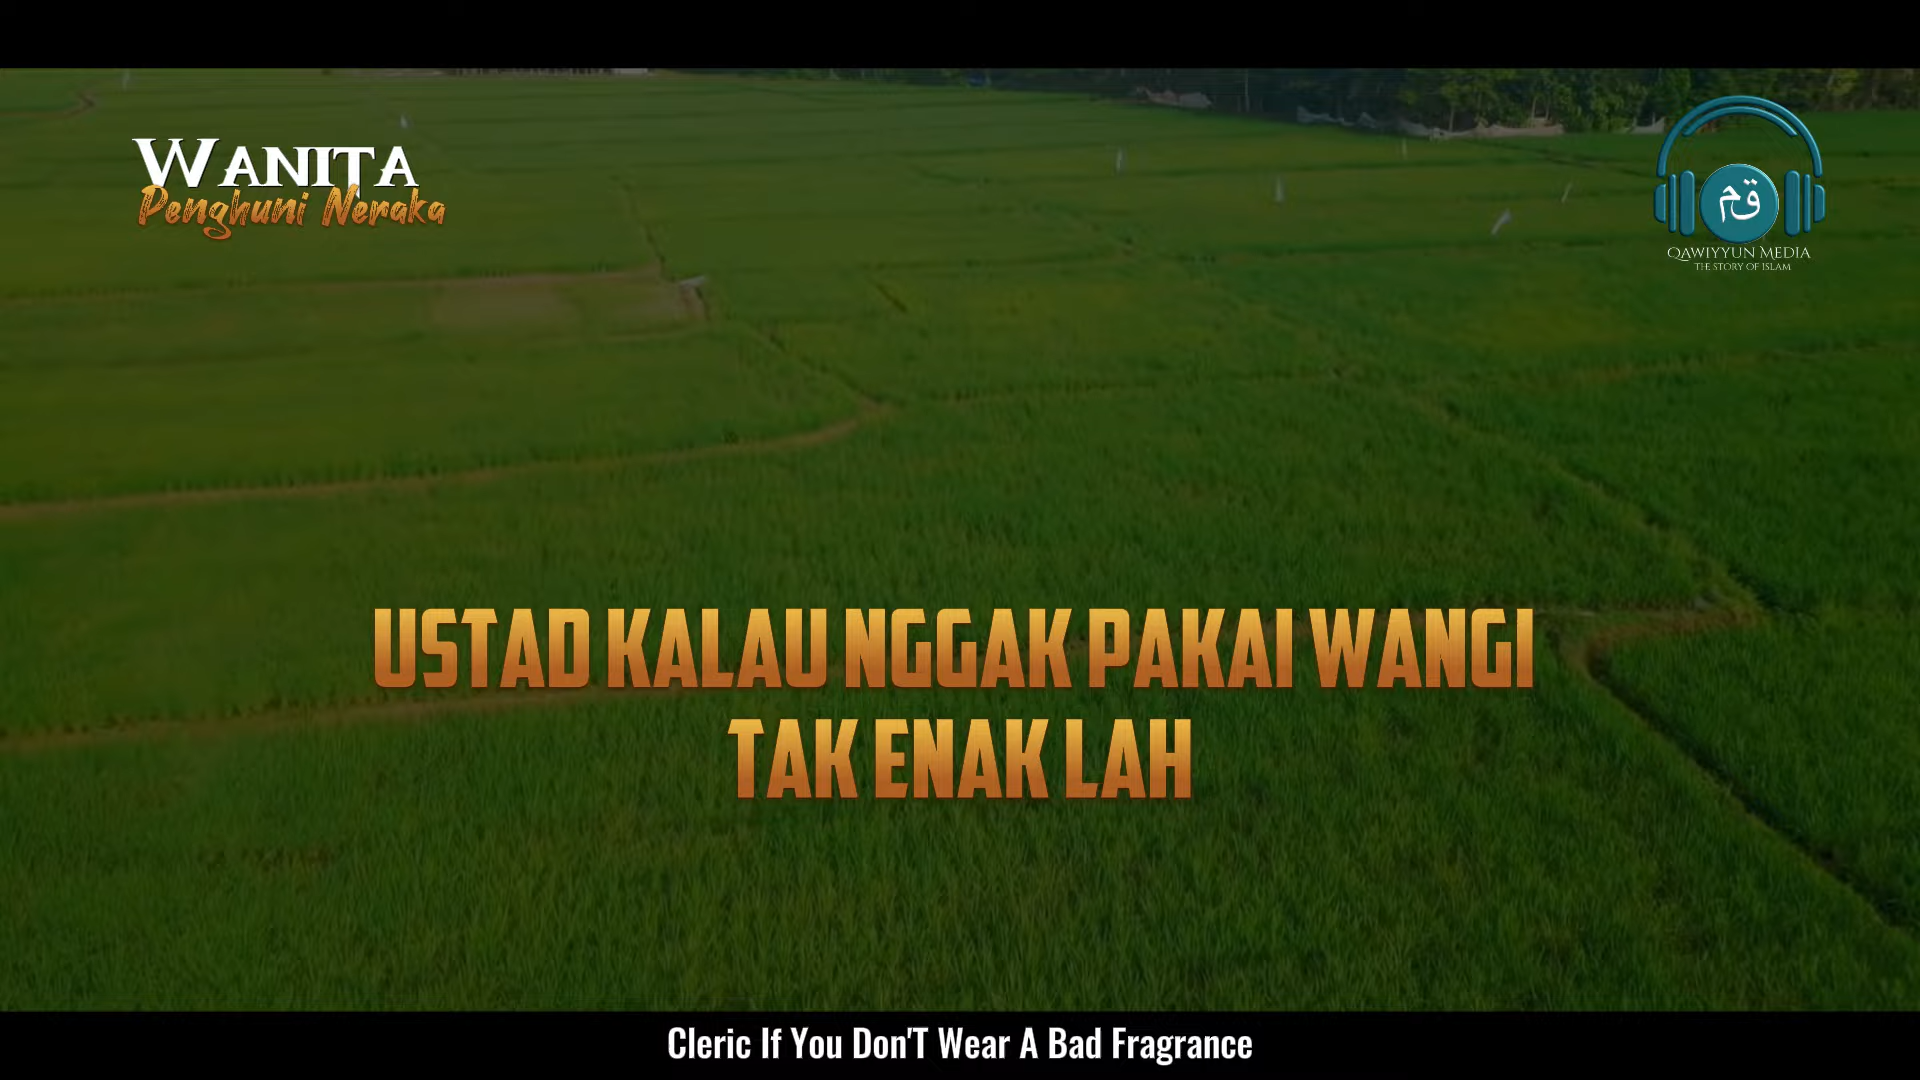 WANITA
Penghuni Neraka
قم
QAWIYYUN MEDIA
THE STORY OF ISLAM
USTAD KALAU NGGAK PAKAI WANGI
TAK ENAK LAH
Cleric If You Don'T Wear A Bad Fragrance